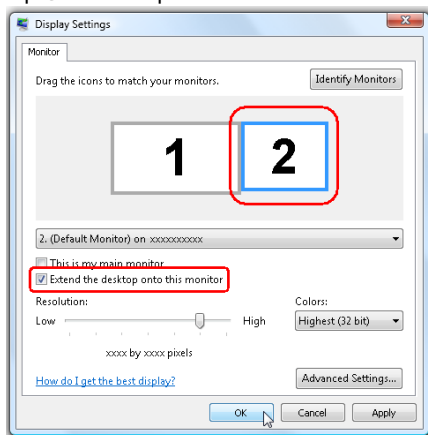 Display Settings
Monitor
Drag the icons to match your monitors.
Identify Monitors
1
2
2. (Default Monitor) on xxxxxxxxxx
This is my main monitor
Extend the desktop onto this monitor
Resolution:
Colors:
Low
High
Highest (32 bit)
xxxx by xxxx pixels
How do I get the best display?
Advanced Settings...
OK
Cancel
Apply